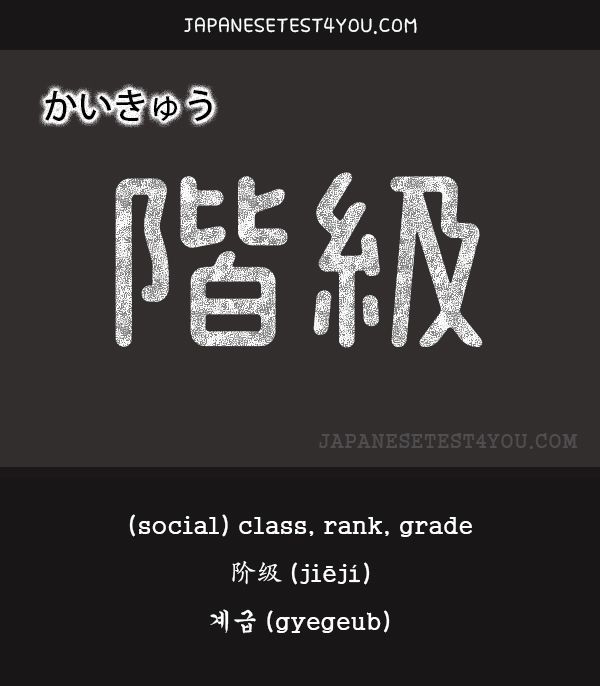 JAPANESETEST4YOU.COM
かいきゅう
階級
JAPANESETEST4YOU.COM
(social) class, rank, grade
阶级 (jiējí)
계급 (gyegeub)